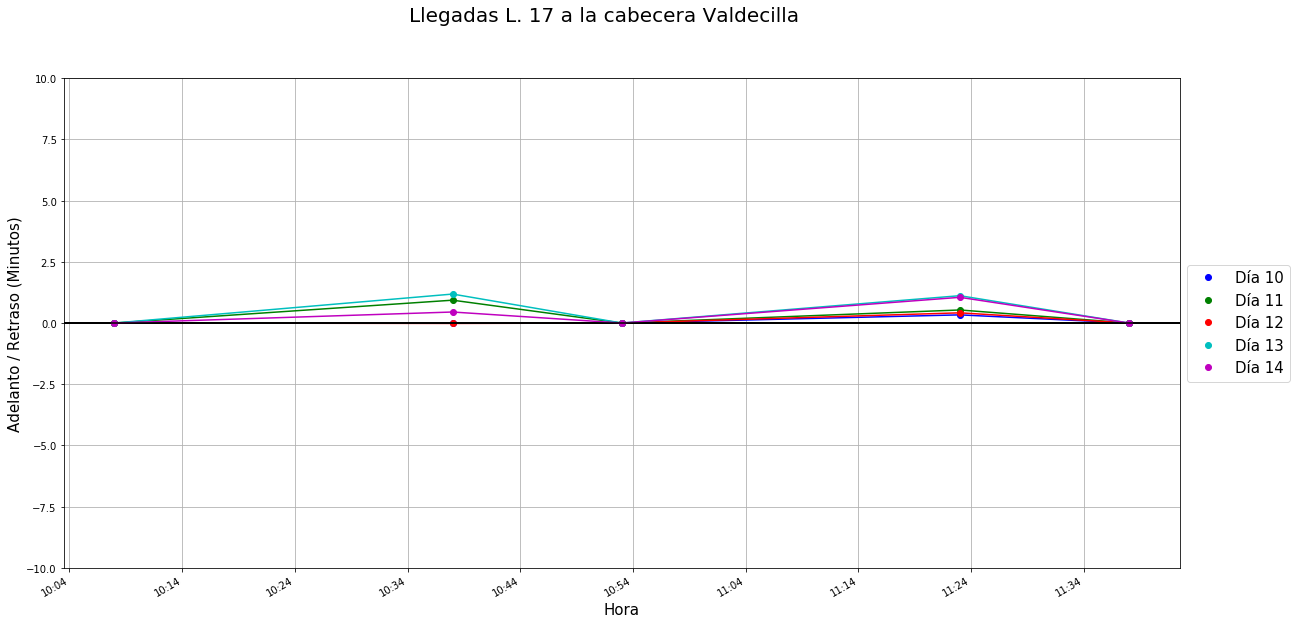 Llegadas L. 17 a la cabecera Valdecilla
Adelanto / Retraso (Minutos)
10.0
7.5
5.0
2.5
0.0
−2.5
−5.0
−7.5
−10.0
10:04
10:14
10:24
10:34
10:44
10:54
11:04
11:14
11:24
11:34
Hora
Día 10
Día 11
Día 12
Día 13
Día 14